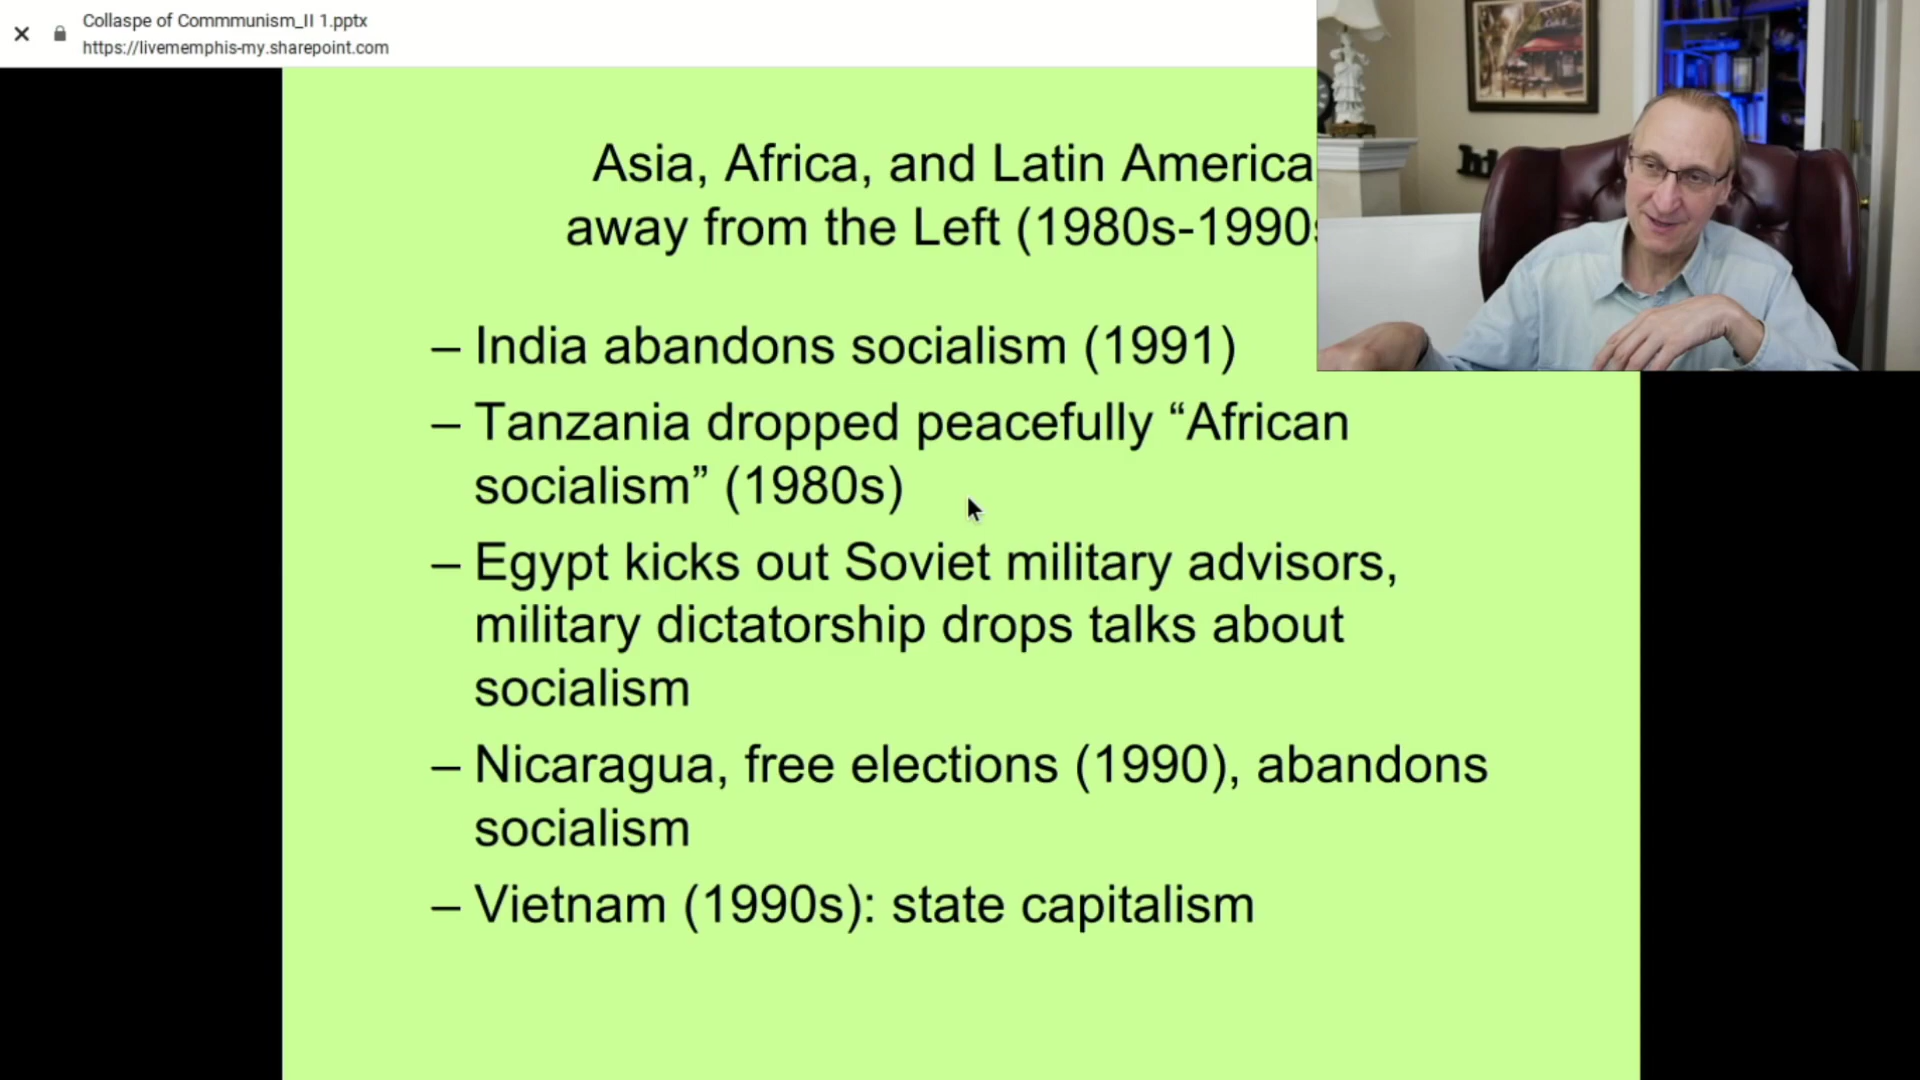 Collaspe of Commmunism_II 1.pptx
https://livememphis-my.sharepoint.com
Asia, Africa, and Latin America
away from the Left (1980s-1990s
– India abandons socialism (1991)
– Tanzania dropped peacefully “African
socialism” (1980s)
– Egypt kicks out Soviet military advisors,
military dictatorship drops talks about
socialism
– Nicaragua, free elections (1990), abandons
socialism
– Vietnam (1990s): state capitalism